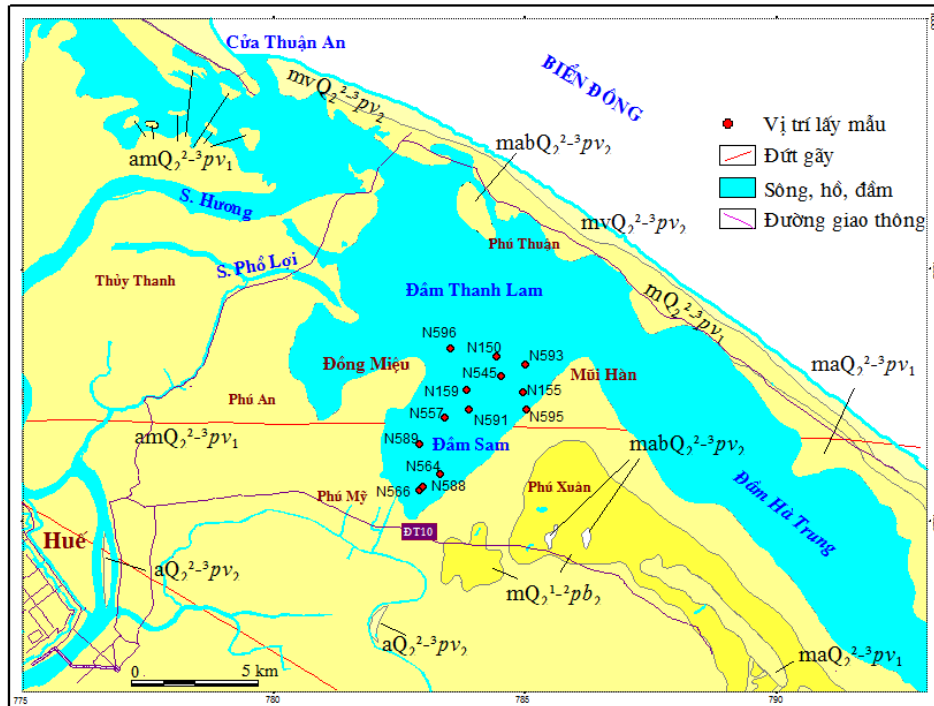 Cửa Thuận An
BIỂN ĐÔNG
mvQ₂²⁻³pv₂
Vị trí lấy mẫu
mabQ₂²⁻³pv₂
Đứt gãy
amQ₂²⁻³pv₁
Sông, hồ, đầm
S. Hương
mvQ₂²⁻³pv₂
Đường giao thông
Phú Thuận
S. Phổ Lợi
Thủy Thanh
Đầm Thanh Lam
mQ₂²⁻³pv₁
N596
N150
N593
Đồng Miệu
N545
Mũi Hàn
maQ₂²⁻³pv₁
N159
N155
Phú An
N557
N591
N595
amQ₂²⁻³pv₁
N589
Đầm Sam
mabQ₂²⁻³pv₂
N564
Phú Mỹ
N566
N588
Phú Xuân
Đầm Hà Trung
ĐT10
Huế
aQ₂²⁻³pv₂
mQ₂¹⁻²pb₂
aQ₂²⁻³pv₂
maQ₂²⁻³pv₁
0
5 km
775
780
785
790